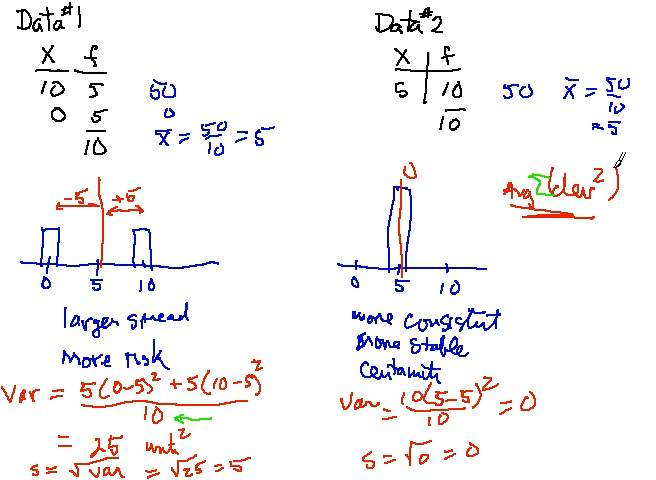 Data#1
X f
10 5 50
0 5 0
10 x̄ = 50/10 = 5
-5 +5
0 5 10
larger spread
More risk
Var = 5(0-5)² + 5(10-5)² / 10
= 25 unit²
s = √var = √25 = 5
Data#2
X f
5 10 50 x̄ = 50/10
10 = 5
0
Avg Σ(dev²)
0 5 10
more consistent
more stable
Var = 10(5-5)² / 10 = 0
s = √0 = 0